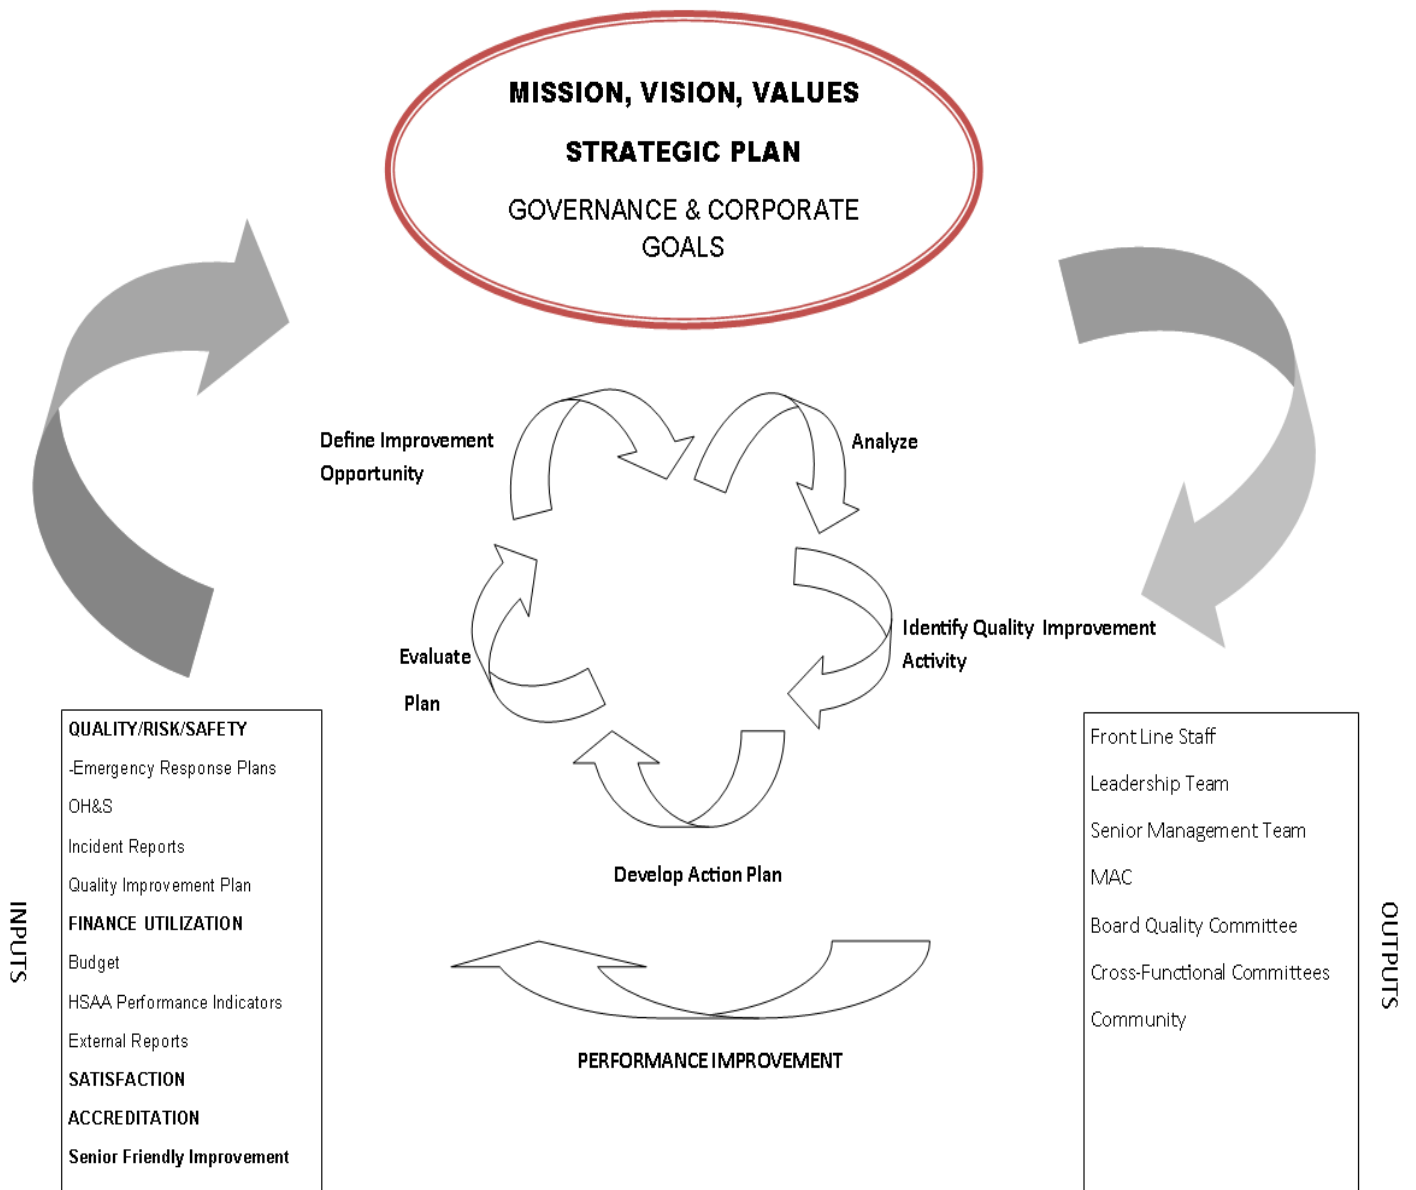 MISSION, VISION, VALUES
STRATEGIC PLAN
GOVERNANCE & CORPORATE
GOALS
Define Improvement
Opportunity
Analyze
Identify Quality Improvement
Activity
Evaluate
Plan
Develop Action Plan
PERFORMANCE IMPROVEMENT
INPUTS
QUALITY/RISK/SAFETY
-Emergency Response Plans
OH&S
Incident Reports
Quality Improvement Plan
FINANCE UTILIZATION
Budget
HSAA Performance Indicators
External Reports
SATISFACTION
ACCREDITATION
Senior Friendly Improvement
Front Line Staff
Leadership Team
Senior Management Team
MAC
Board Quality Committee
Cross-Functional Committees
Community
OUTPUTS